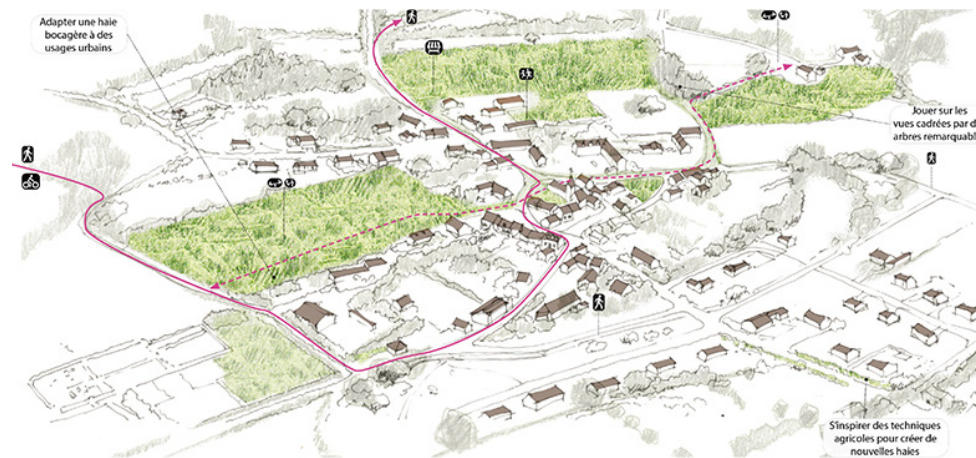 Adapter une haie
bocagère à des
usages urbains
Jouer sur les
vues cadrées par d
arbres remarquabl
S'inspirer des techniques
agricoles pour créer de
nouvelles haies